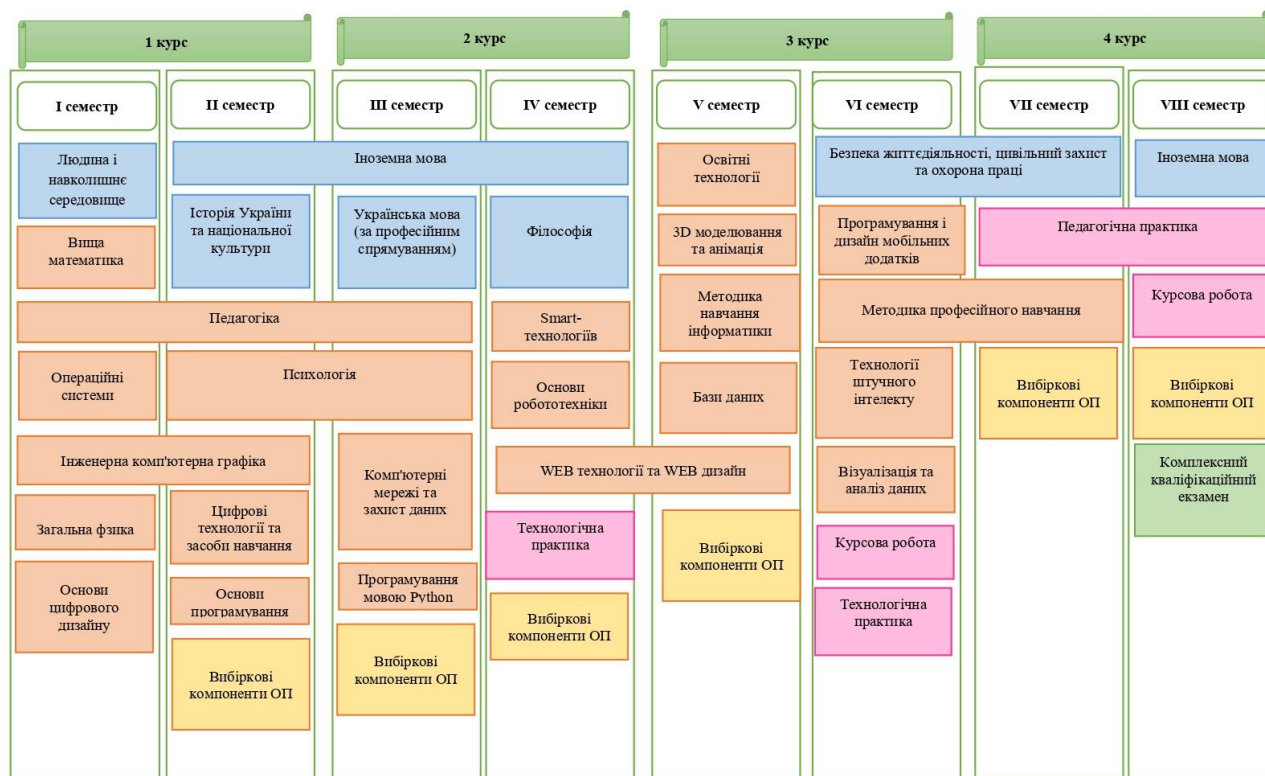 1 курс
2 курс
3 курс
4 курс
I семестр
II семестр
III семестр
IV семестр
V семестр
VI семестр
VII семестр
VIII семестр
Людина і
навколишнє
середовище
Вища
математика
Іноземна мова
Історія України
та національної
культури
Українська мова
(за професійним
спрямуванням)
Філософія
Педагогіка
Операційні
системи
Психологія
Smart-
технологіїв
Основи
робототехніки
Інженерна комп'ютерна графіка
Загальна фзика
Основи
цифрового
дизайну
Цифрові
технології та
засоби навчання
Основи
програмування
Вибіркові
компоненти ОП
Комп'ютерні
мережі та
захист даних
Програмування
мовою Python
Вибіркові
компоненти ОП
WEB технології та WEB дизайн
Технологічна
практика
Вибіркові
компоненти ОП
Освітні
технології
3D моделювання
та анімація
Методика
навчання
інформатики
Бази даних
Вибіркові
компоненти ОП
Безпека життєдіяльності, цивільний захист
та охорона праці
Програмування і
дизайн мобільних
додатків
Методика професійного навчання
Технології
штучного
інтелекту
Візуалізація та
аналіз даних
Курсова робота
Технологічна
практика
Педагогічна практика
Вибіркові
компоненти ОП
Іноземна мова
Курсова робота
Вибіркові
компоненти ОП
Комплексний
кваліфікаційний
екзамен